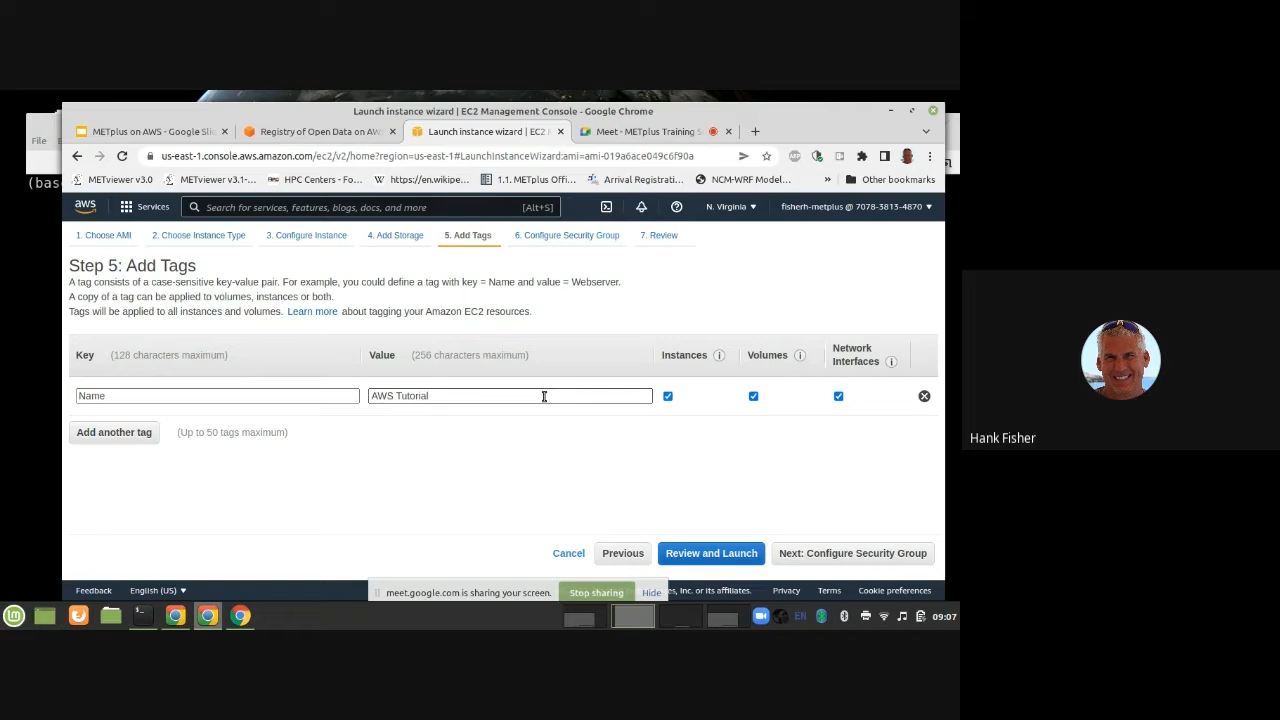 Launch instance wizard | EC2 Management Console - Google Chrome
File
METplus on AWS - Google Slid
Registry of Open Data on AW
Launch instance wizard | EC2
Meet - METplus Training S
us-east-1.console.aws.amazon.com/ec2/v2/home?region=us-east-1#LaunchInstanceWizard:ami=ami-019a6ace049c6f90a
METviewer v3.0
METviewer v3.1-...
HPC Centers - Fo...
https://en.wikipe...
1.1. METplus Offi...
Arrival Registrati...
NCM-WRF Model...
»
Other bookmarks
(bas
aws
Services
Search for services, features, blogs, docs, and more
[Alt+S]
N. Virginia
fisherh-metplus @ 7078-3813-4870
1. Choose AMI
2. Choose Instance Type
3. Configure Instance
4. Add Storage
5. Add Tags
6. Configure Security Group
7. Review
Step 5: Add Tags
A tag consists of a case-sensitive key-value pair. For example, you could define a tag with key = Name and value = Webserver.
A copy of a tag can be applied to volumes, instances or both.
Tags will be applied to all instances and volumes. Learn more about tagging your Amazon EC2 resources.
Key (128 characters maximum)
Value (256 characters maximum)
Instances
Volumes
Network
Interfaces
Name
AWS Tutorial
Add another tag
(Up to 50 tags maximum)
Cancel
Previous
Review and Launch
Next: Configure Security Group
Feedback
English (US)
meet.google.com is sharing your screen.
Stop sharing
Hide
es, Inc. or its affiliates.
Privacy
Terms
Cookie preferences
EN
09:07
Hank Fisher